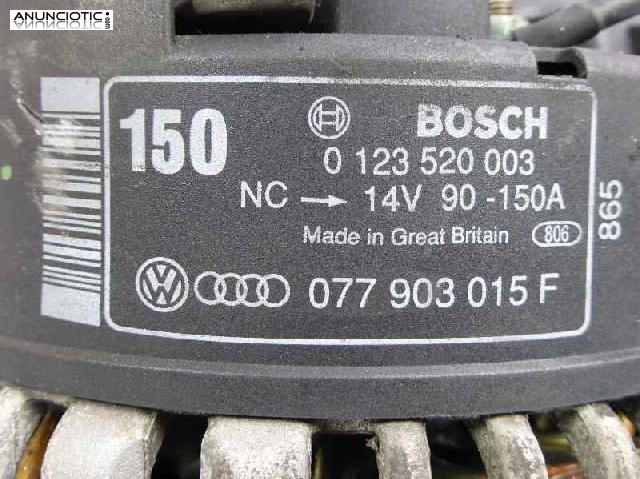 ANUNCIOTIC
.COM
150
BOSCH
0 123 520 003
NC → 14V 90 -150A
Made in Great Britain 806
865
077 903 015 F